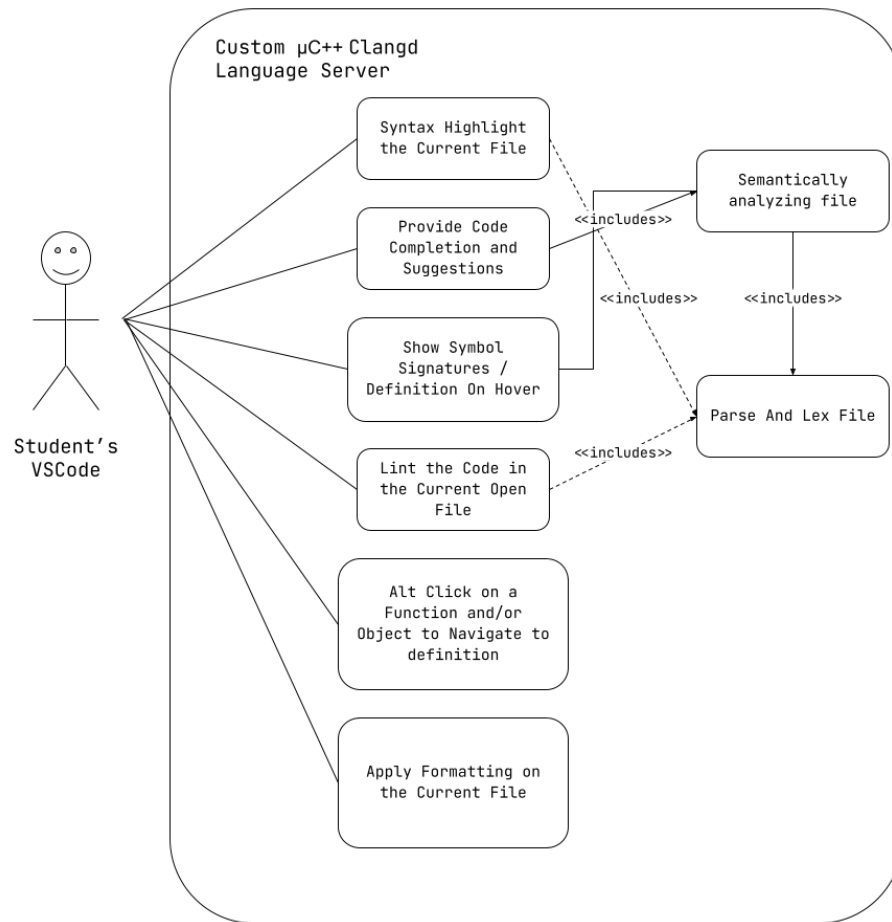 Custom µC++ Clangd
Language Server
Syntax Highlight
the Current File
Semantically
analyzing file
<<includes>>
Provide Code
Completion and
Suggestions
<<includes>>
<<includes>>
Show Symbol
Signatures /
Definition On Hover
Parse And Lex File
Student's
VSCode
<<includes>>
Lint the Code in
the Current Open
File
Alt Click on a
Function and/or
Object to Navigate to
definition
Apply Formatting on
the Current File